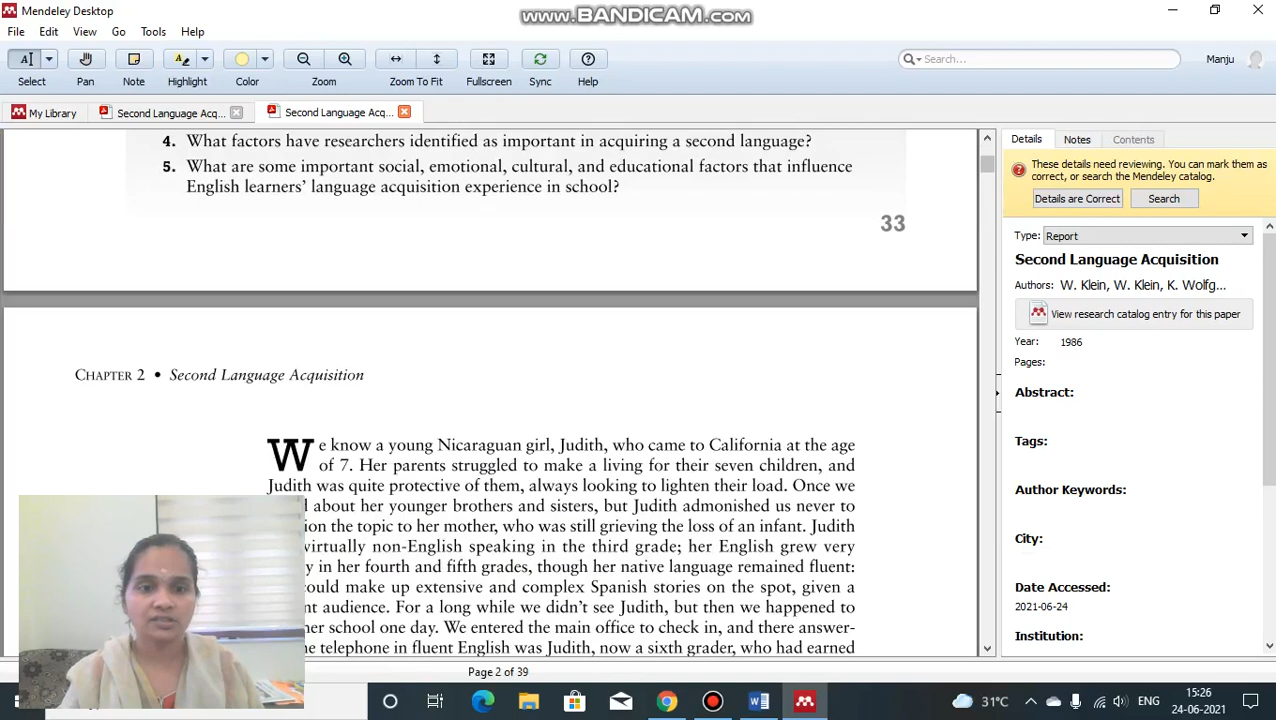 Mendeley Desktop
www.BANDICAM.com
File Edit View Go Tools Help
Select Pan Note Highlight Color Zoom Zoom To Fit Fullscreen Sync Help
Search...
Manju
My Library
Second Language Acq...
Second Language Acq...
4. What factors have researchers identified as important in acquiring a second language?
5. What are some important social, emotional, cultural, and educational factors that influence
English learners' language acquisition experience in school?
33
CHAPTER 2 • Second Language Acquisition
We know a young Nicaraguan girl, Judith, who came to California at the age
of 7. Her parents struggled to make a living for their seven children, and
Judith was quite protective of them, always looking to lighten their load. Once we
about her younger brothers and sisters, but Judith admonished us never to
the topic to her mother, who was still grieving the loss of an infant. Judith
virtually non-English speaking in the third grade; her English grew very
in her fourth and fifth grades, though her native language remained fluent:
could make up extensive and complex Spanish stories on the spot, given a
audience. For a long while we didn't see Judith, but then we happened to
her school one day. We entered the main office to check in, and there answer-
telephone in fluent English was Judith, now a sixth grader, who had earned
Page 2 of 39
Details Notes Contents
These details need reviewing. You can mark them as
correct, or search the Mendeley catalog.
Details are Correct Search
Type: Report
Second Language Acquisition
Authors: W. Klein, W. Klein, K. Wolfg...
View research catalog entry for this paper
Year: 1986
Pages:
Abstract:
Tags:
Author Keywords:
City:
Date Accessed:
2021-06-24
Institution:
31°C
ENG
15:26
24-06-2021